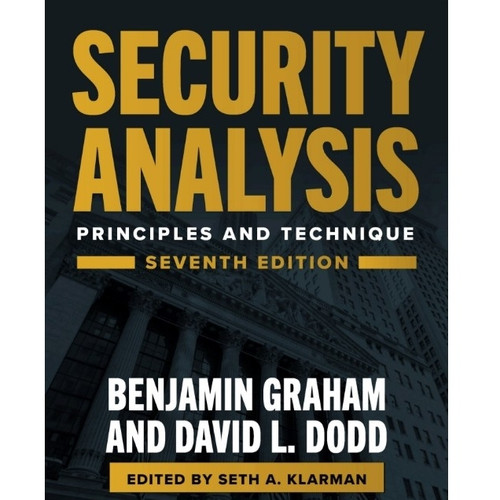 SECURITY
ANALYSIS
PRINCIPLES AND TECHNIQUE
SEVENTH EDITION
BENJAMIN GRAHAM
AND DAVID L. DODD
EDITED BY SETH A. KLARMAN